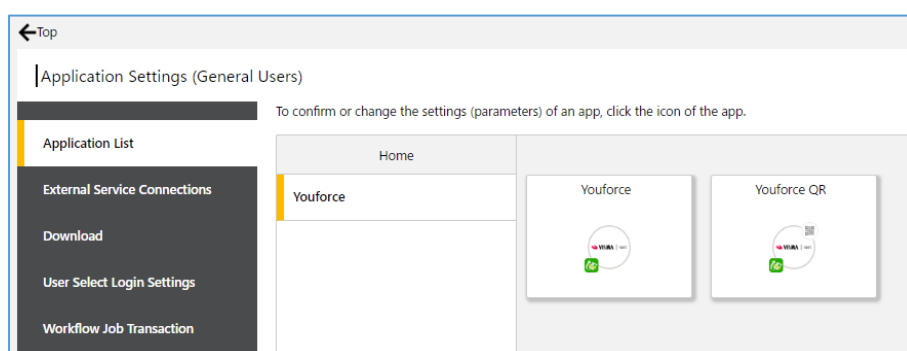 Top
Application Settings (General Users)
To confirm or change the settings (parameters) of an app, click the icon of the app.
Application List
External Service Connections
Download
User Select Login Settings
Workflow Job Transaction
Home
Youforce
Youforce
VISMA
Youforce QR
VISMA